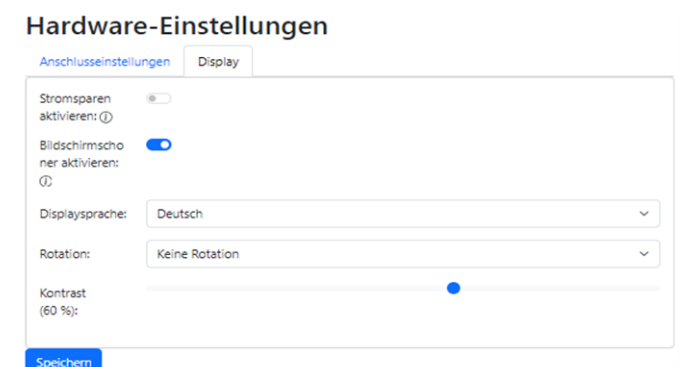 Hardware-Einstellungen
Anschlusseinstellungen Display
Stromsparen
aktivieren:
Bildschirmscho
ner aktivieren:
Displaysprache: Deutsch
Rotation: Keine Rotation
Kontrast
(60 %):
Speichern